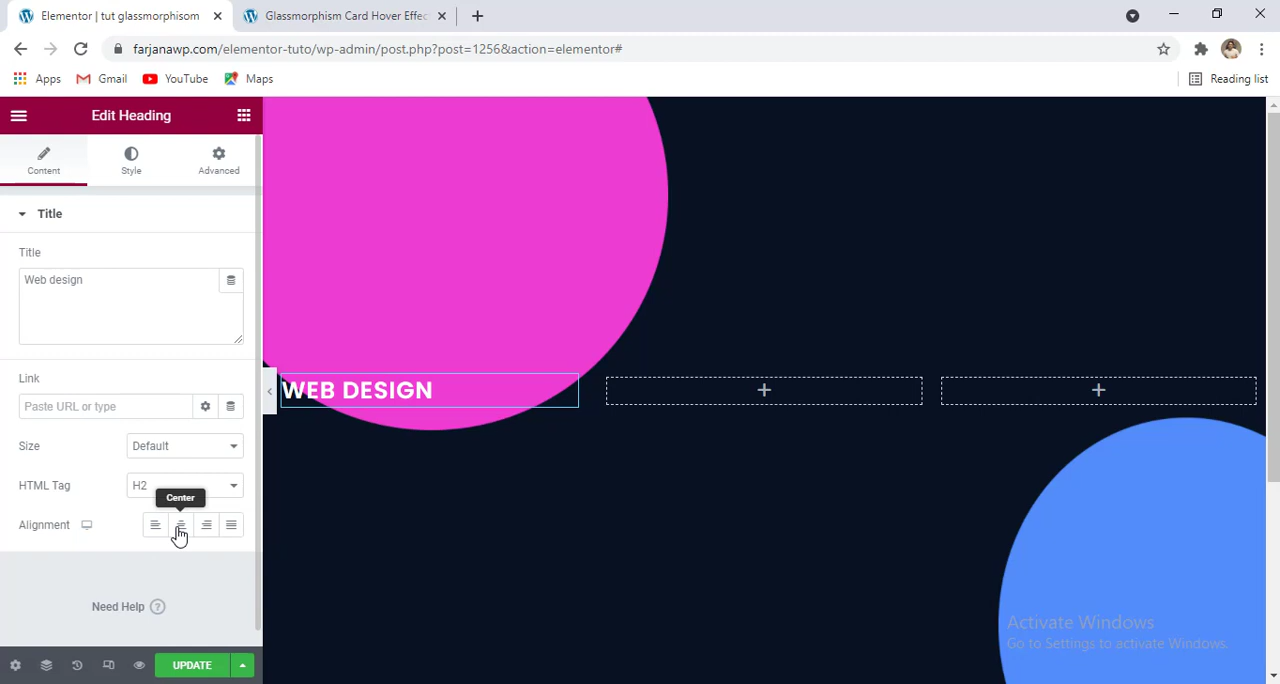 Elementor | tut glassmorphisom
Glassmorphism Card Hover Effec
farjanawp.com/elementor-tuto/wp-admin/post.php?post=1256&action=elementor#
Apps Gmail YouTube Maps Reading list
Edit Heading
Content Style Advanced
Title
Title
Web design
Link
Paste URL or type
Size Default
HTML Tag H2
Center
Alignment
Need Help ?
UPDATE
WEB DESIGN
Activate Windows
Go to Settings to activate Windows.